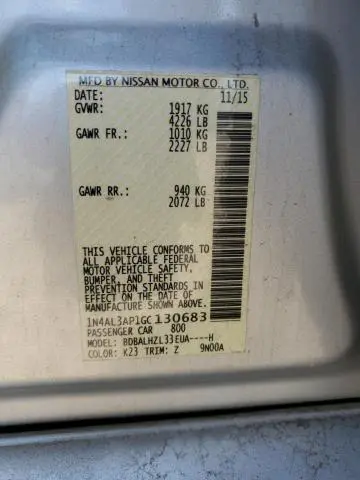 MFD BY NISSAN MOTOR CO., LTD.
DATE: 11/15
GVWR: 1917 KG
4226 LB
GAWR FR.: 1010 KG
2227 LB
GAWR RR.: 940 KG
2072 LB
THIS VEHICLE CONFORMS TO
ALL APPLICABLE FEDERAL
MOTOR VEHICLE SAFETY,
BUMPER, AND THEFT
PREVENTION STANDARDS IN
EFFECT ON THE DATE OF
MANUFACTURE SHOWN ABOVE.
1N4AL3AP1GC130683
PASSENGER CAR 800
MODEL: BDBALHZL33EUA----H
COLOR: K23 TRIM: Z 9N00A